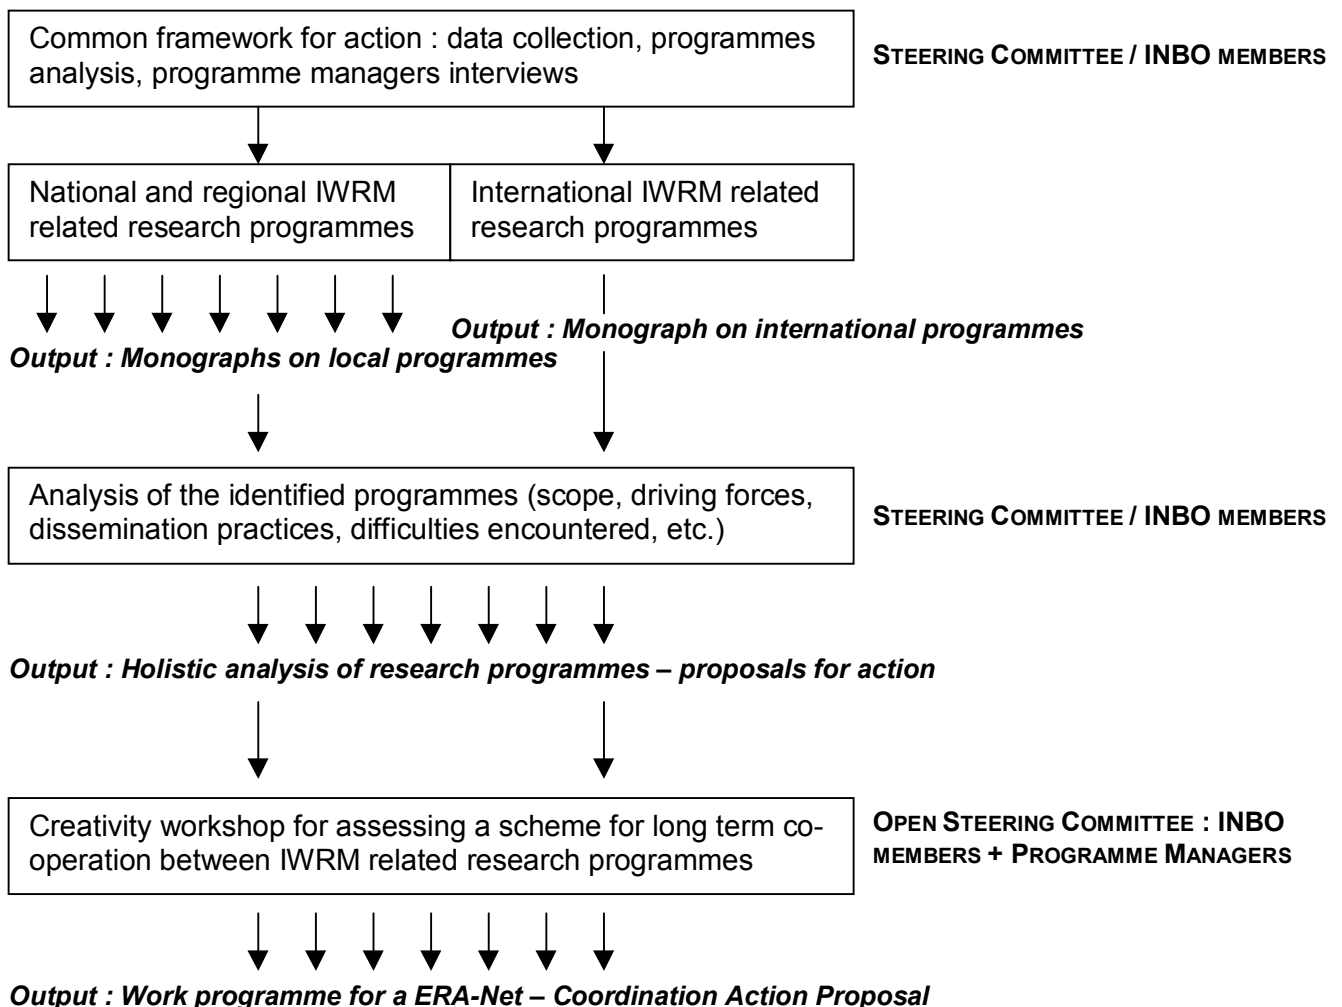 Common framework for action : data collection, programmes
analysis, programme managers interviews
STEERING COMMITTEE / INBO MEMBERS
National and regional IWRM
related research programmes
International IWRM related
research programmes
Output : Monograph on international programmes
Output : Monographs on local programmes
Analysis of the identified programmes (scope, driving forces,
dissemination practices, difficulties encountered, etc.)
STEERING COMMITTEE / INBO MEMBERS
Output : Holistic analysis of research programmes – proposals for action
Creativity workshop for assessing a scheme for long term co-
operation between IWRM related research programmes
OPEN STEERING COMMITTEE : INBO
MEMBERS + PROGRAMME MANAGERS
Output : Work programme for a ERA-Net – Coordination Action Proposal